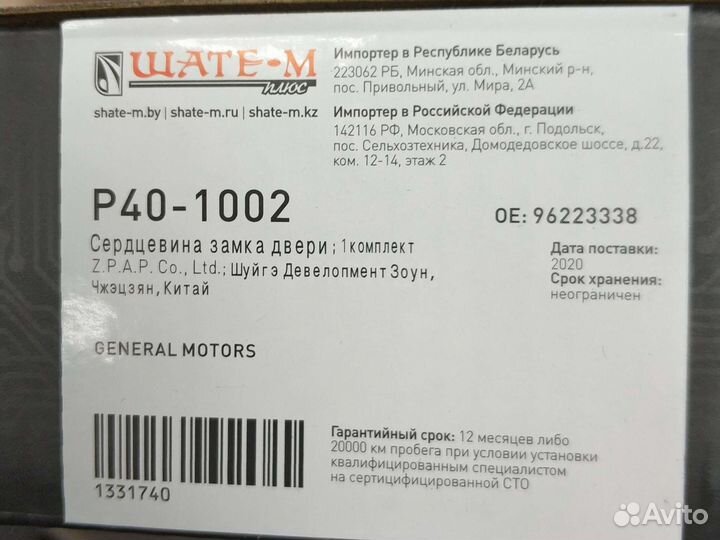 ШАТЕ-М
плюс
shate-m.by | shate-m.ru | shate-m.kz
Импортер в Республике Беларусь
223062 РБ, Минская обл., Минский р-н,
пос. Привольный, ул. Мира, 2А
Импортер в Российской Федерации
142116 РФ, Московская обл., г. Подольск,
пос. Сельхозтехника, Домодедовское шоссе, д.22,
ком. 12-14, этаж 2
P40-1002
OE: 96223338
Сердцевина замка двери; 1 комплект
Z.P.A.P. Co., Ltd.; Шуйгэ Девелопмент Зоун,
Чжэцзян, Китай
Дата поставки:
2020
Срок хранения:
неограничен
GENERAL MOTORS
1331740
Гарантийный срок: 12 месяцев либо
20000 км пробега при условии установки
квалифицированным специалистом
на сертифицированной СТО
Avito